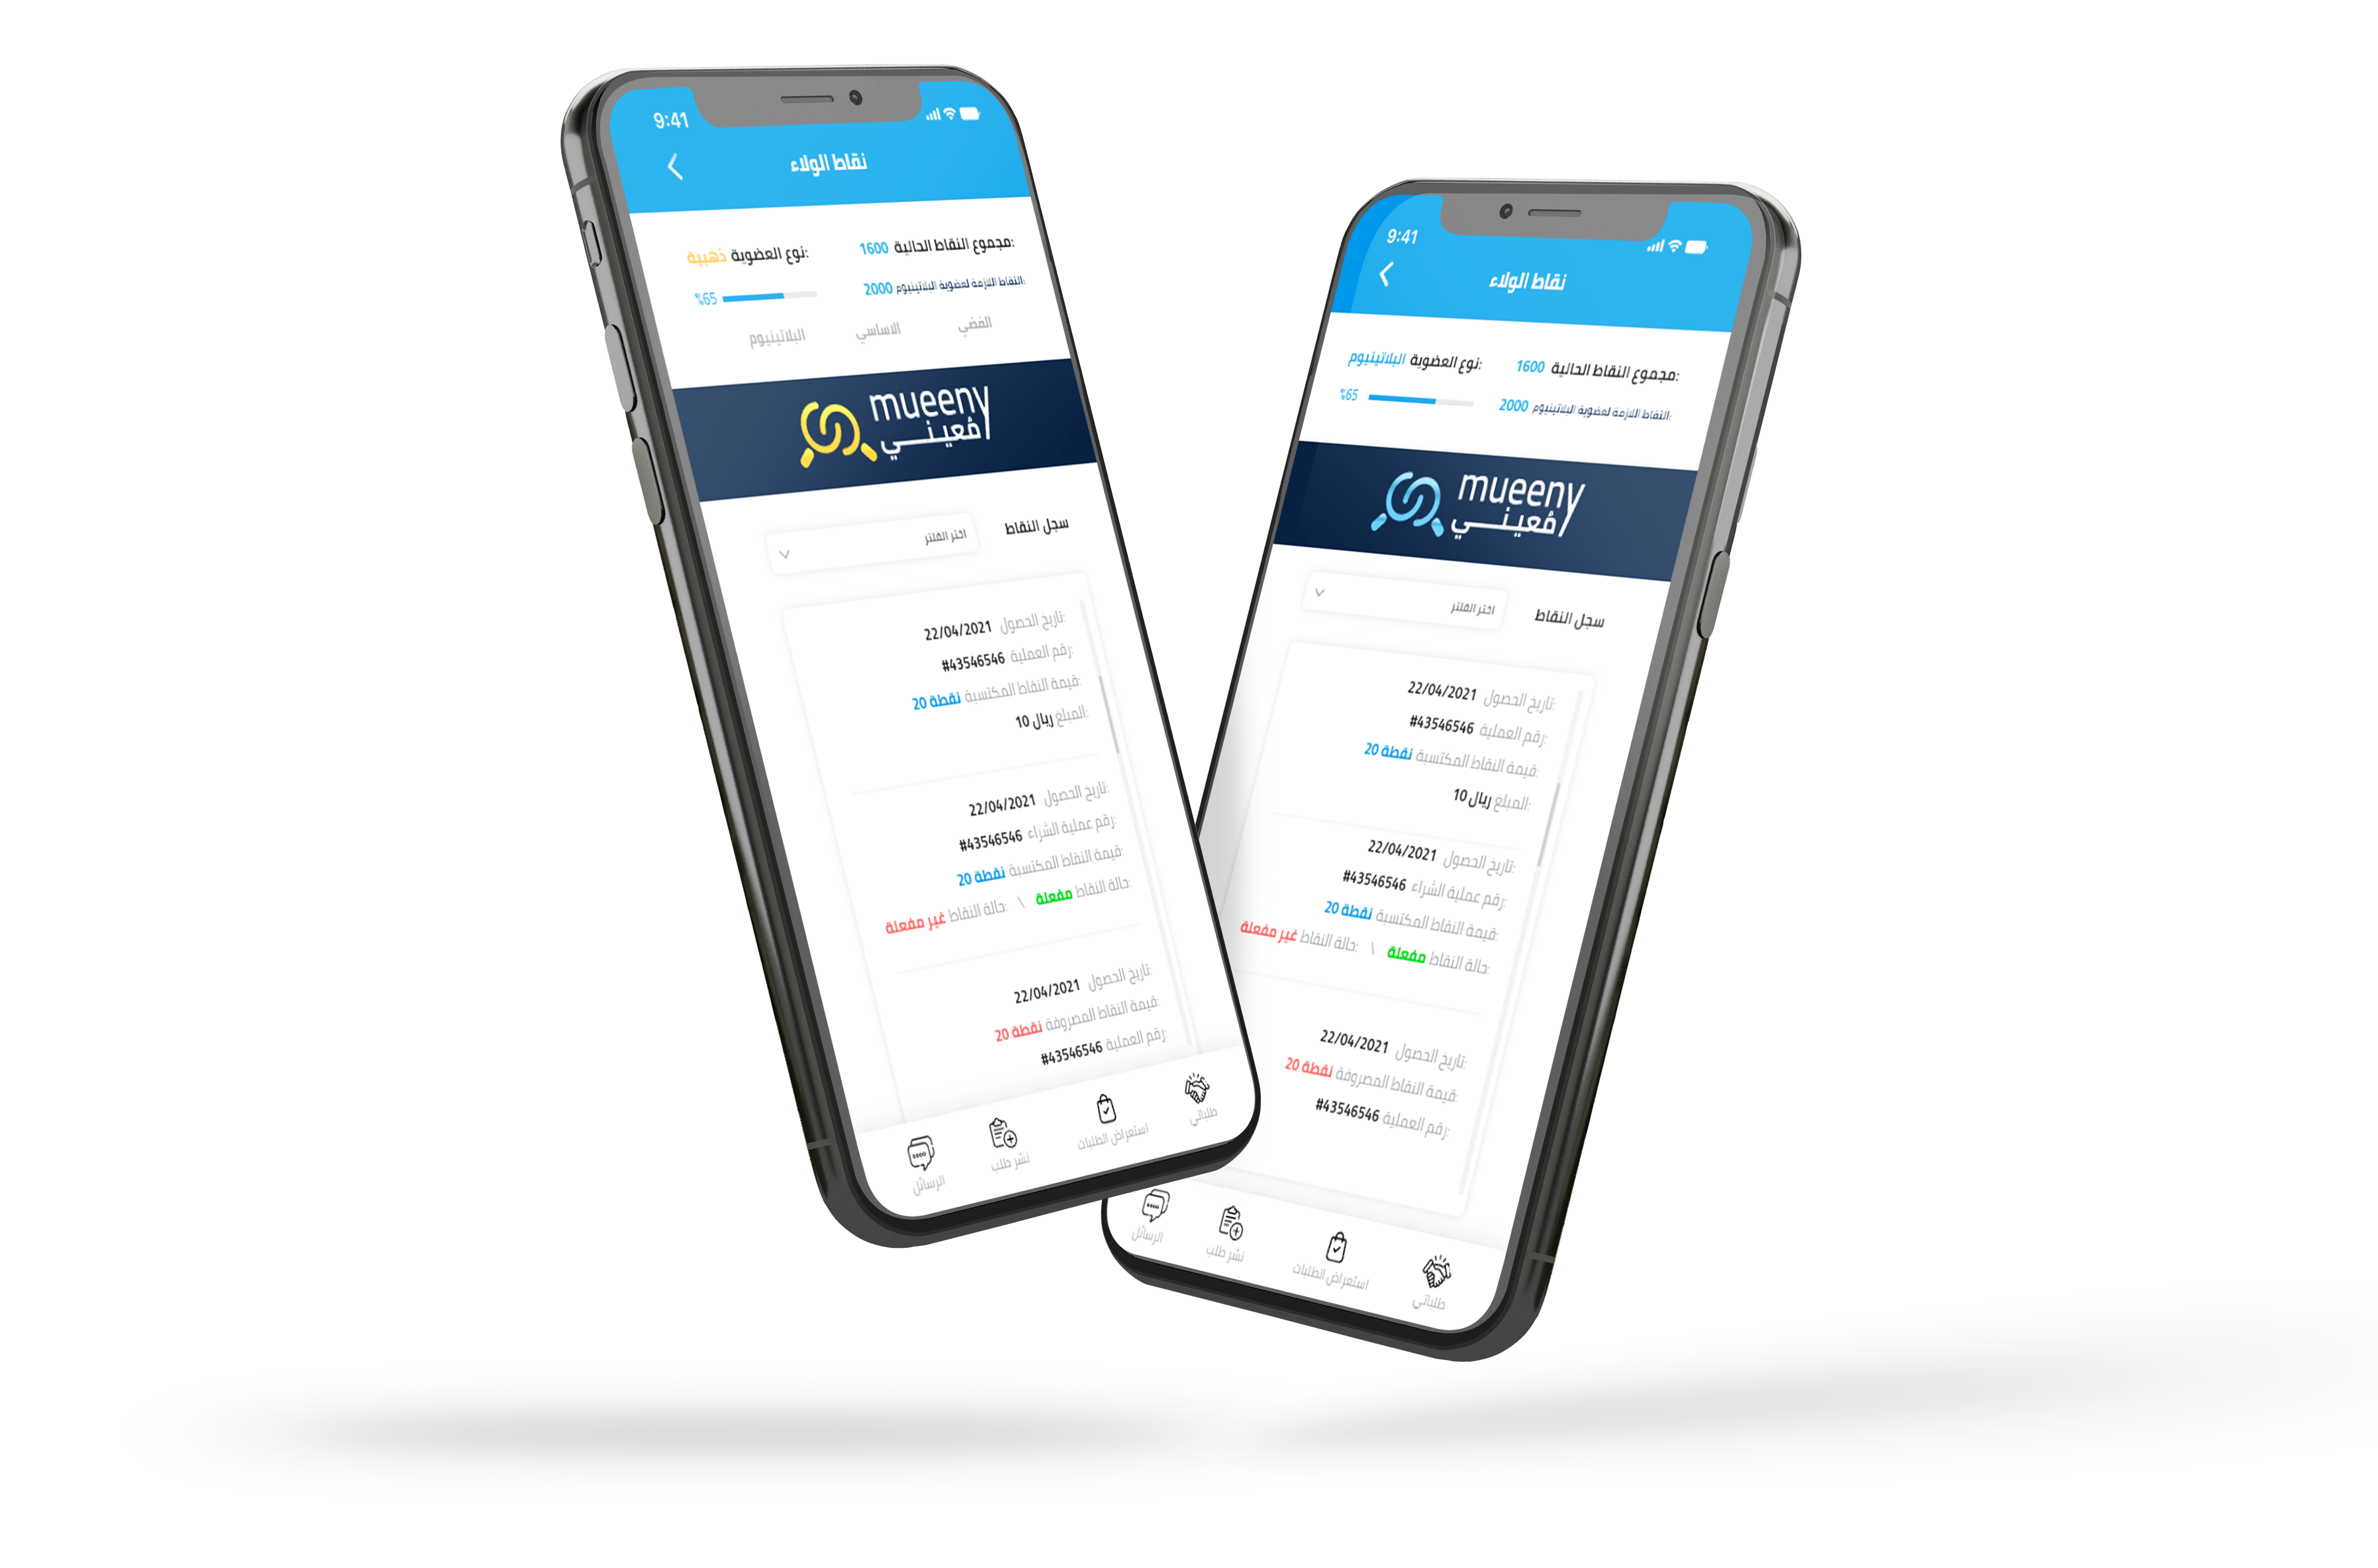 9:41
نقاط الولاء
مجموع النقاط الحالية: 1600
نوع العضوية: ذهبية
النقاط اللازمة لعضوية البلاتينيوم: 2000
%65
الفضي
الاساسي
البلاتينيوم
mueeny
مُعيني
سجل النقاط
اختر الفلتر
تاريخ الحصول: 22/04/2021
رقم العملية: #43546546
قيمة النقاط المكتسبة: 20 نقطة
المبلغ: 10 ريال
تاريخ الحصول: 22/04/2021
رقم عملية الشراء: #43546546
قيمة النقاط المكتسبة: 20 نقطة
حالة النقاط: مفعلة \ حالة النقاط: غير مفعلة
تاريخ الحصول: 22/04/2021
قيمة النقاط المصروفة: 20 نقطة
رقم العملية: #43546546
طلباتي
استعراض الطلبات
نشر طلب
الرسائل
9:41
نقاط الولاء
مجموع النقاط الحالية: 1600
نوع العضوية: البلاتينيوم
النقاط اللازمة لعضوية البلاتينيوم: 2000
%65
mueeny
مُعيني
سجل النقاط
اختر الفلتر
تاريخ الحصول: 22/04/2021
رقم العملية: #43546546
قيمة النقاط المكتسبة: 20 نقطة
المبلغ: 10 ريال
تاريخ الحصول: 22/04/2021
رقم عملية الشراء: #43546546
قيمة النقاط المكتسبة: 20 نقطة
حالة النقاط: مفعلة \ حالة النقاط: غير مفعلة
تاريخ الحصول: 22/04/2021
قيمة النقاط المصروفة: 20 نقطة
رقم العملية: #43546546
طلباتي
استعراض الطلبات
نشر طلب
الرسائل